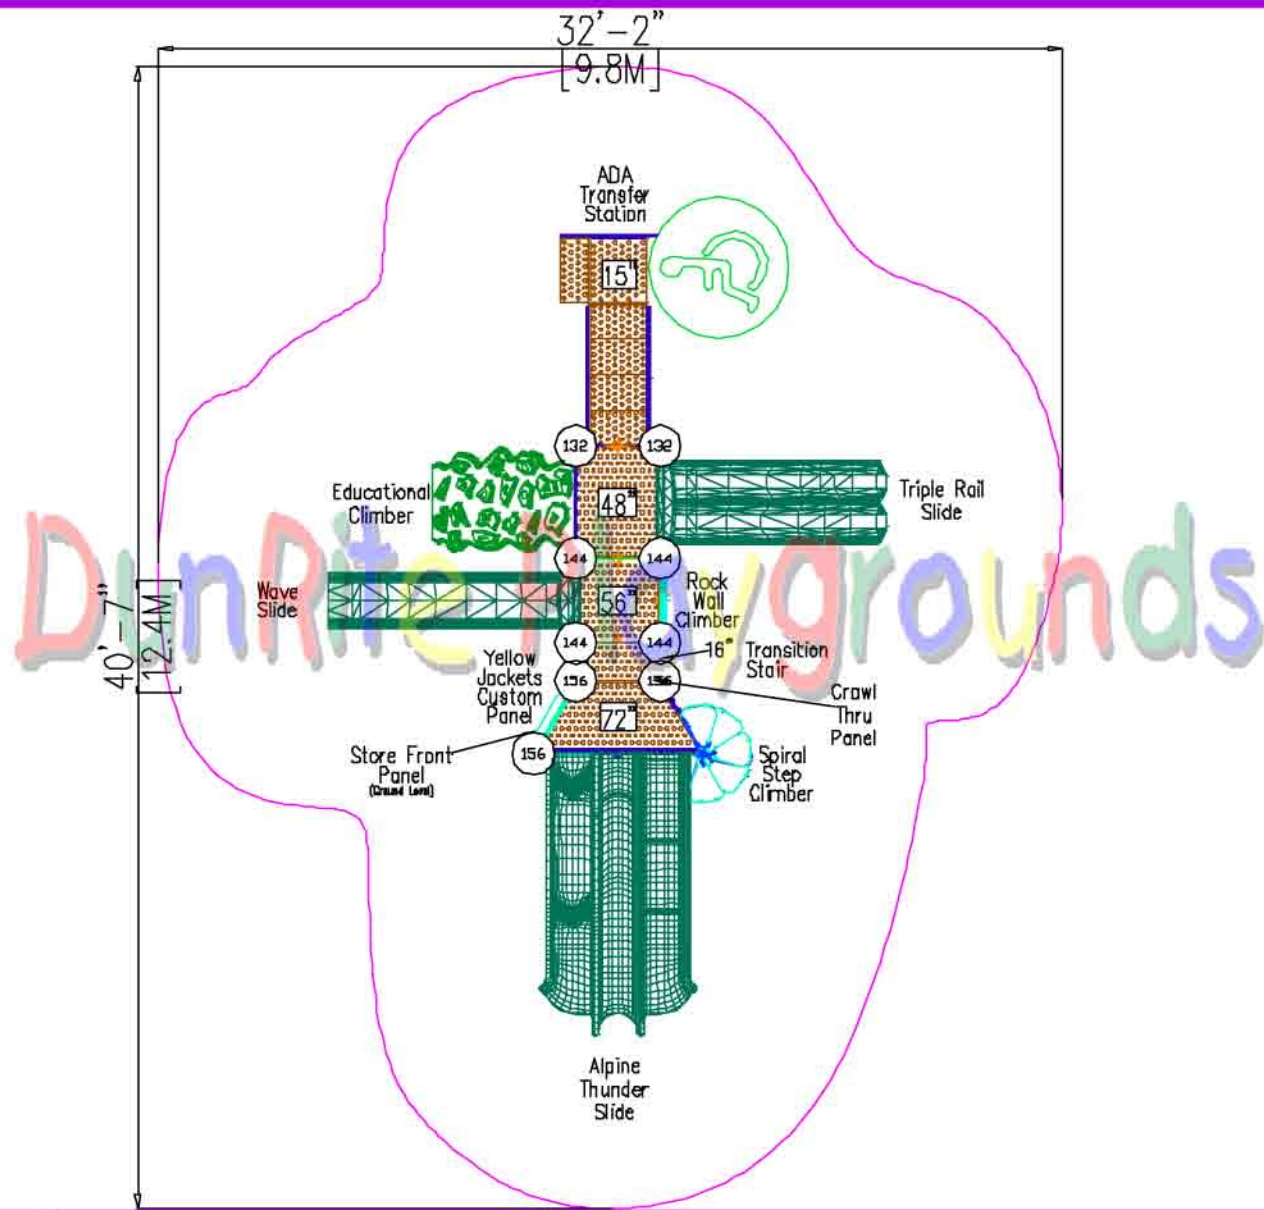 32'-2"
[9.8M]
ADA
Transfer
Station
15"
132
132
Educational
Climber
48"
Triple Rail
Slide
144
144
Wave
Slide
56"
Rock
Wall
Climber
DunRite Playgrounds
40'-7"
[12.4M]
144
144
16"
Transition
Stair
Yellow
Jackets
Custom
Panel
156
156
Crawl
Thru
Panel
72"
Store Front
Panel
(Ground Level)
156
Spiral
Step
Climber
Alpine
Thunder
Slide